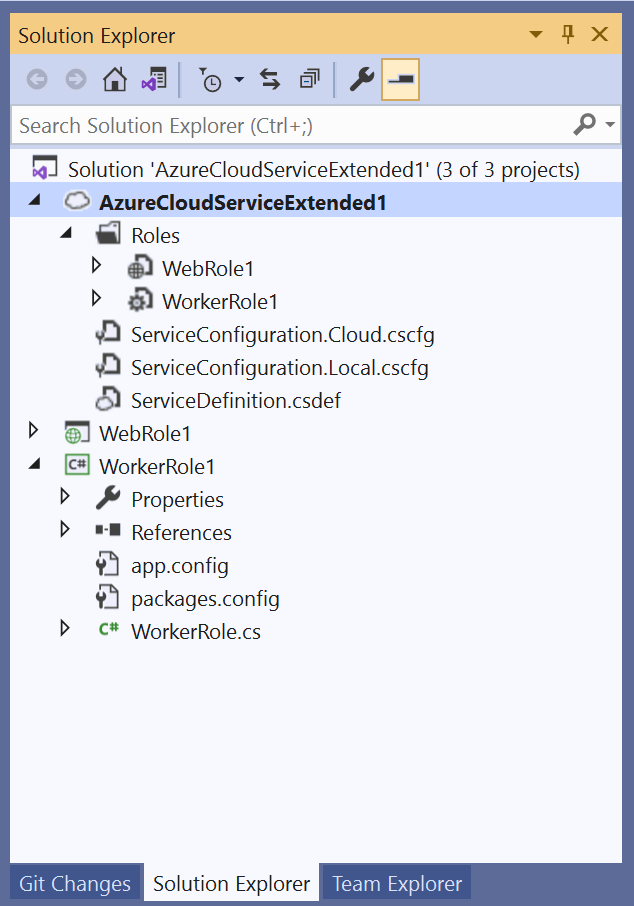 Solution Explorer
Search Solution Explorer (Ctrl+;)
Solution 'AzureCloudServiceExtended1' (3 of 3 projects)
AzureCloudServiceExtended1
Roles
WebRole1
WorkerRole1
ServiceConfiguration.Cloud.cscfg
ServiceConfiguration.Local.cscfg
ServiceDefinition.csdef
WebRole1
C# WorkerRole1
Properties
References
app.config
packages.config
C# WorkerRole.cs
Git Changes Solution Explorer Team Explorer